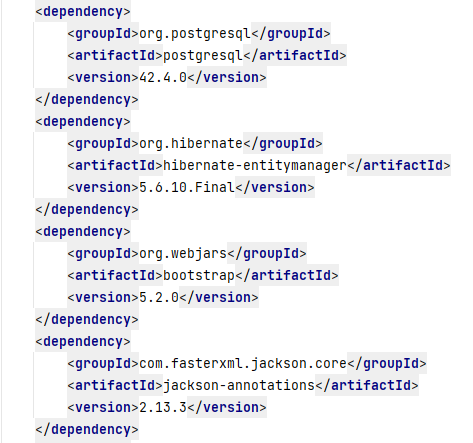 <dependency>
<groupId>org.postgresql</groupId>
<artifactId>postgresql</artifactId>
<version>42.4.0</version>
</dependency>
<dependency>
<groupId>org.hibernate</groupId>
<artifactId>hibernate-entitymanager</artifactId>
<version>5.6.10.Final</version>
</dependency>
<dependency>
<groupId>org.webjars</groupId>
<artifactId>bootstrap</artifactId>
<version>5.2.0</version>
</dependency>
<dependency>
<groupId>com.fasterxml.jackson.core</groupId>
<artifactId>jackson-annotations</artifactId>
<version>2.13.3</version>
</dependency>